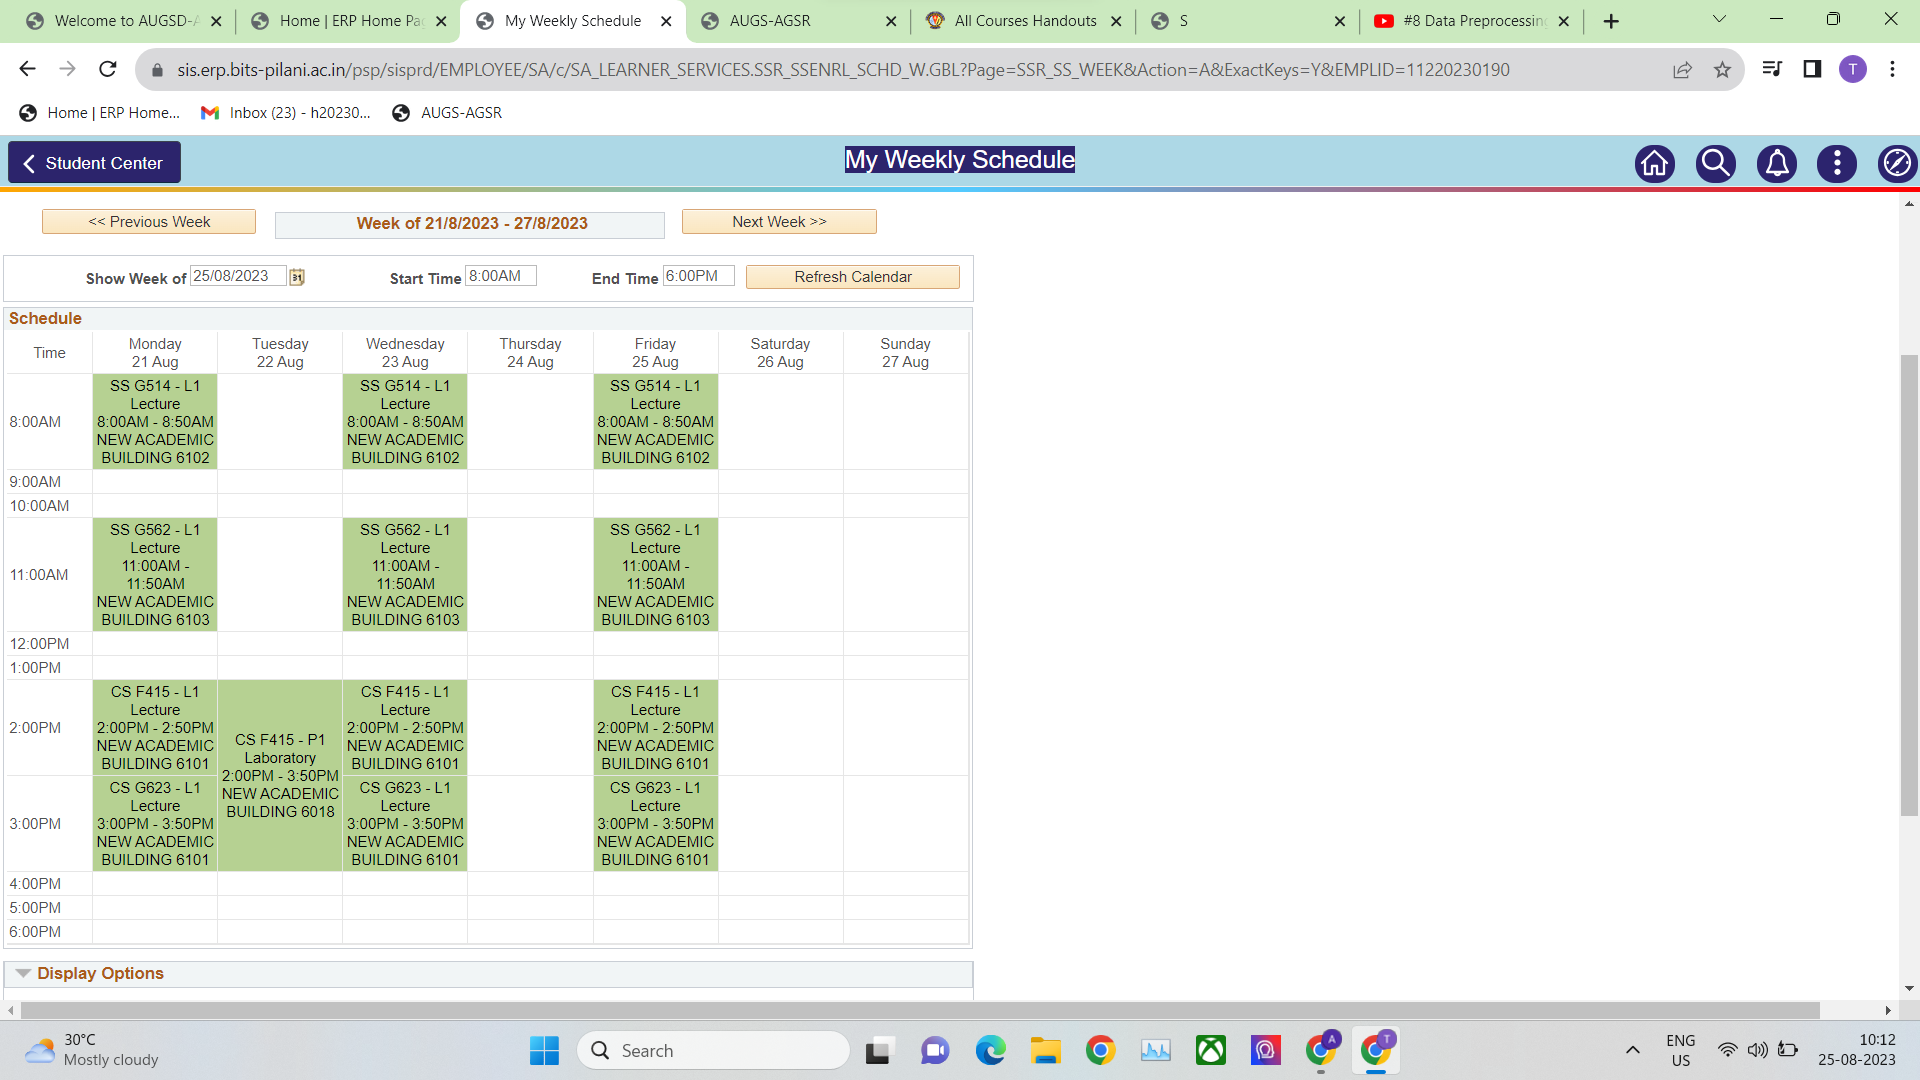 Welcome to AUGSD-A
Home | ERP Home Pa
My Weekly Schedule
AUGS-AGSR
All Courses Handouts
S
#8 Data Preprocessin
sis.erp.bits-pilani.ac.in/psp/sisprd/EMPLOYEE/SA/c/SA_LEARNER_SERVICES.SSR_SSENRL_SCHD_W.GBL?Page=SSR_SS_WEEK&Action=A&ExactKeys=Y&EMPLID=11220230190
T
Home | ERP Home...
Inbox (23) - h20230...
AUGS-AGSR
Student Center
My Weekly Schedule
<< Previous Week
Week of 21/8/2023 - 27/8/2023
Next Week >>
Show Week of 25/08/2023
31
Start Time 8:00AM
End Time 6:00PM
Refresh Calendar
Schedule
Time
Monday
21 Aug
Tuesday
22 Aug
Wednesday
23 Aug
Thursday
24 Aug
Friday
25 Aug
Saturday
26 Aug
Sunday
27 Aug
8:00AM
SS G514 - L1
Lecture
8:00AM - 8:50AM
NEW ACADEMIC
BUILDING 6102
SS G514 - L1
Lecture
8:00AM - 8:50AM
NEW ACADEMIC
BUILDING 6102
SS G514 - L1
Lecture
8:00AM - 8:50AM
NEW ACADEMIC
BUILDING 6102
9:00AM
10:00AM
11:00AM
SS G562 - L1
Lecture
11:00AM -
11:50AM
NEW ACADEMIC
BUILDING 6103
SS G562 - L1
Lecture
11:00AM -
11:50AM
NEW ACADEMIC
BUILDING 6103
SS G562 - L1
Lecture
11:00AM -
11:50AM
NEW ACADEMIC
BUILDING 6103
12:00PM
1:00PM
2:00PM
CS F415 - L1
Lecture
2:00PM - 2:50PM
NEW ACADEMIC
BUILDING 6101
CS F415 - P1
Laboratory
2:00PM - 3:50PM
NEW ACADEMIC
BUILDING 6018
CS F415 - L1
Lecture
2:00PM - 2:50PM
NEW ACADEMIC
BUILDING 6101
CS F415 - L1
Lecture
2:00PM - 2:50PM
NEW ACADEMIC
BUILDING 6101
3:00PM
CS G623 - L1
Lecture
3:00PM - 3:50PM
NEW ACADEMIC
BUILDING 6101
CS G623 - L1
Lecture
3:00PM - 3:50PM
NEW ACADEMIC
BUILDING 6101
CS G623 - L1
Lecture
3:00PM - 3:50PM
NEW ACADEMIC
BUILDING 6101
4:00PM
5:00PM
6:00PM
Display Options
30°C
Mostly cloudy
Search
A
T
ENG
US
10:12
25-08-2023